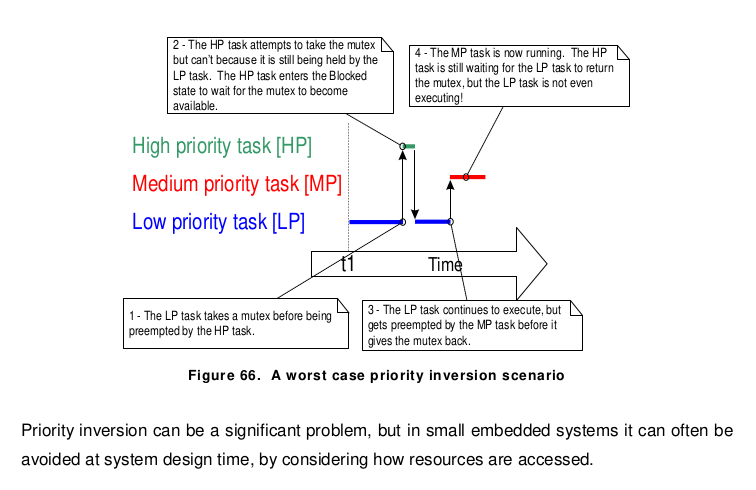 2 - The HP task attempts to take the mutex
but can't because it is still being held by the
LP task. The HP task enters the Blocked
state to wait for the mutex to become
available.
4 - The MP task is now running. The HP
task is still waiting for the LP task to return
the mutex, but the LP task is not even
executing!
High priority task [HP]
Medium priority task [MP]
Low priority task [LP]
t1
Time
1 - The LP task takes a mutex before being
preempted by the HP task.
3 - The LP task continues to execute, but
gets preempted by the MP task before it
gives the mutex back.
Figure 66. A worst case priority inversion scenario
Priority inversion can be a significant problem, but in small embedded systems it can often be
avoided at system design time, by considering how resources are accessed.